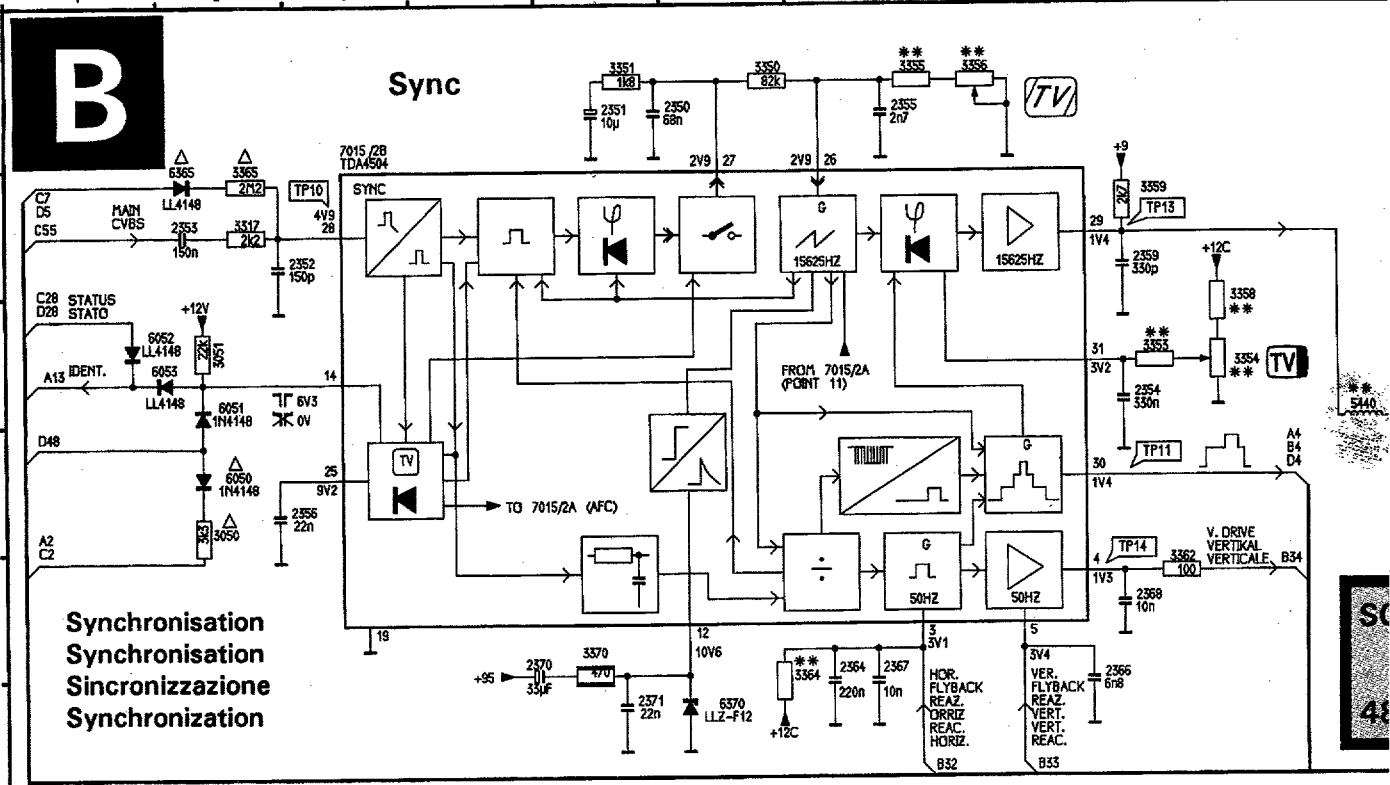 B
Sync
3351
1k8
2351
10µ
2350
68n
3350
82k
**
3355
**
3356
2355
2n7
TV
7015/2B
TDA4504
2V9 27
2V9 26
SYNC
6365
LL4148
3365
2M2
TP10
C7
D5
C55
MAIN
CVBS
2353
150n
3317
2k2
4V9
28
2352
150p
G
15625HZ
15625HZ
29
1V4
+9
2k7
3359
TP13
2359
330p
+12C
3358
**
C28
D28
STATUS
STATO
+12V
6052
LL4148
22k
3051
6053
LL4148
A13
IDENT.
14
6V3
0V
6051
1N4148
D48
6050
1N4148
3k3
3050
A2
C2
31
3V2
**
3353
3354
**
TV
2354
330n
**
5440
FROM 7015/2A
(POINT 11)
TV
25
9V2
2356
22n
TO 7015/2A (AFC)
G
30
1V4
TP11
A4
B4
D4
G
50HZ
50HZ
4
1V3
TP14
3362
100
V. DRIVE
VERTIKAL
VERTICALE
B34
2368
10n
Synchronisation
Synchronisation
Sincronizzazione
Synchronization
19
12
10V6
+95
2370
33µF
3370
470
2371
22n
6370
LLZ-F12
**
3364
+12C
2364
220n
2367
10n
3
3V1
HOR.
FLYBACK
REAZ.
ORRIZ
REAC.
HORIZ.
B32
5
3V4
VER.
FLYBACK
REAZ.
VERT.
VERT.
REAC.
B33
2366
6n8
48